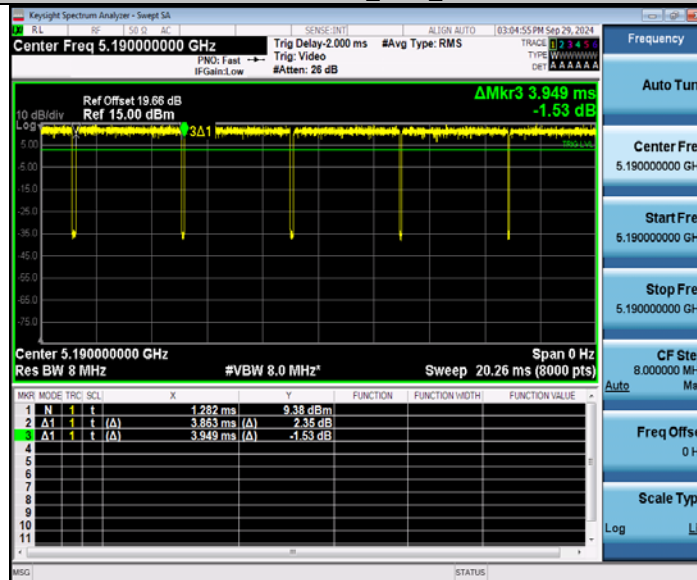 Keysight Spectrum Analyzer - Swept SA
RL RF 50 Ω AC SENSE:INT ALIGN AUTO 03:04:55 PM Sep 29, 2024
Center Freq 5.190000000 GHz
PNO: Fast
IFGain:Low
Trig Delay-2.000 ms
Trig: Video
#Atten: 26 dB
#Avg Type: RMS
TRACE 1 2 3 4 5 6
TYPE W
DET A A A A A A
ΔMkr3 3.949 ms
-1.53 dB
Ref Offset 19.66 dB
10 dB/div Ref 15.00 dBm
Log
3Δ1
TRIG LVL
5.00
-5.00
-15.0
-25.0
-35.0
-45.0
-55.0
-65.0
-75.0
Center 5.190000000 GHz Span 0 Hz
Res BW 8 MHz #VBW 8.0 MHz* Sweep 20.26 ms (8000 pts)
MKR MODE TRC SCL X Y FUNCTION FUNCTION WIDTH FUNCTION VALUE
1 N 1 t 1.282 ms 9.38 dBm
2 Δ1 1 t (Δ) 3.863 ms (Δ) 2.35 dB
3 Δ1 1 t (Δ) 3.949 ms (Δ) -1.53 dB
4
5
6
7
8
9
10
11
MSG STATUS
Frequency
Auto Tun
Center Fre
5.190000000 GH
Start Fre
5.190000000 GH
Stop Fre
5.190000000 GH
CF Ste
8.000000 MH
Auto Ma
Freq Offse
0 H
Scale Typ
Log Li